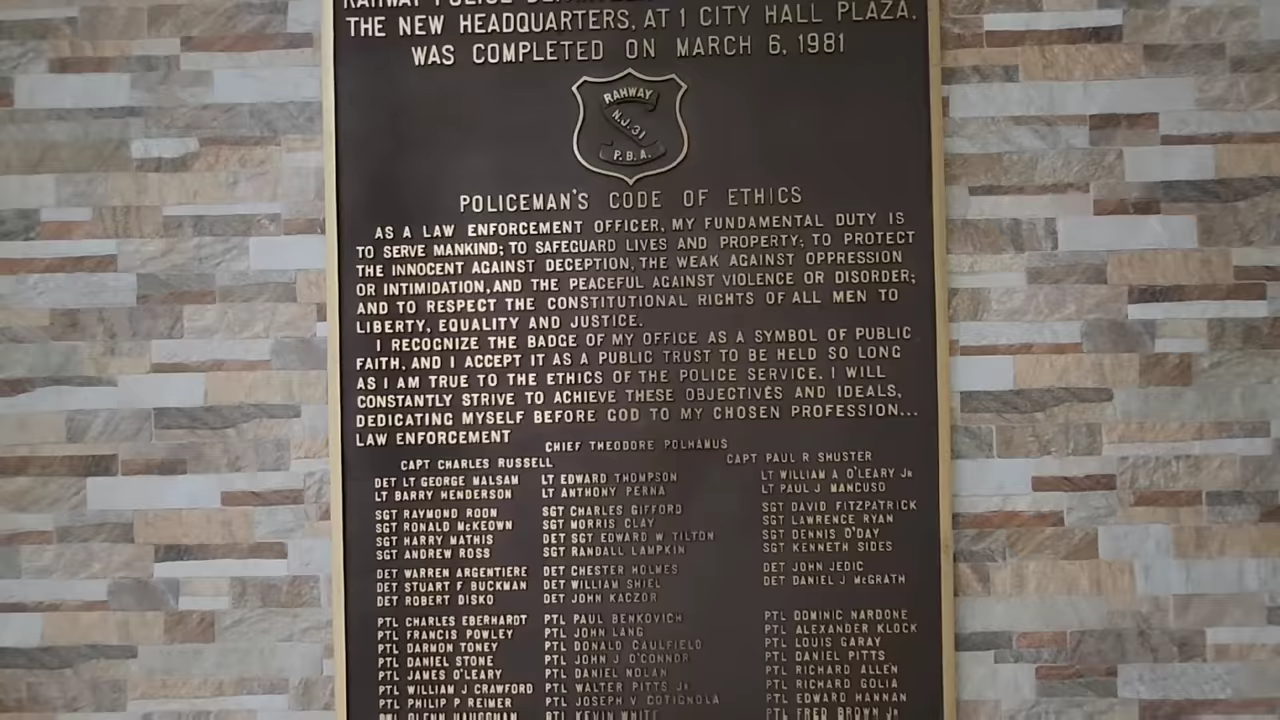 RAHWAY POLICE
THE NEW HEADQUARTERS, AT 1 CITY HALL PLAZA.
WAS COMPLETED ON MARCH 6, 1981
RAHWAY
N.J. 31
P.B.A.
POLICEMAN'S CODE OF ETHICS
AS A LAW ENFORCEMENT OFFICER, MY FUNDAMENTAL DUTY IS
TO SERVE MANKIND; TO SAFEGUARD LIVES AND PROPERTY; TO PROTECT
THE INNOCENT AGAINST DECEPTION, THE WEAK AGAINST OPPRESSION
OR INTIMIDATION, AND THE PEACEFUL AGAINST VIOLENCE OR DISORDER;
AND TO RESPECT THE CONSTITUTIONAL RIGHTS OF ALL MEN TO
LIBERTY, EQUALITY AND JUSTICE.
I RECOGNIZE THE BADGE OF MY OFFICE AS A SYMBOL OF PUBLIC
FAITH, AND I ACCEPT IT AS A PUBLIC TRUST TO BE HELD SO LONG
AS I AM TRUE TO THE ETHICS OF THE POLICE SERVICE. I WILL
CONSTANTLY STRIVE TO ACHIEVE THESE OBJECTIVES AND IDEALS,
DEDICATING MYSELF BEFORE GOD TO MY CHOSEN PROFESSION...
LAW ENFORCEMENT
CHIEF THEODORE POLHAMUS
CAPT CHARLES RUSSELL CAPT PAUL R SHUSTER
DET LT GEORGE MALSAM LT EDWARD THOMPSON LT WILLIAM A O'LEARY JR
LT BARRY HENDERSON LT ANTHONY PERNA LT PAUL J MANCUSO
SGT RAYMOND ROON SGT CHARLES GIFFORD SGT DAVID FITZPATRICK
SGT RONALD McKEOWN SGT MORRIS CLAY SGT LAWRENCE RYAN
SGT HARRY MATHIS DET SGT EDWARD W TILTON SGT DENNIS O'DAY
SGT ANDREW ROSS SGT RANDALL LAMPKIN SGT KENNETH SIDES
DET WARREN ARGENTIERE DET CHESTER HOLMES DET JOHN JEDIC
DET STUART F BUCKMAN DET WILLIAM SHIEL DET DANIEL J McGRATH
DET ROBERT DISKO DET JOHN KACZOR
PTL CHARLES EBERHARDT PTL PAUL BENKOVICH PTL DOMINIC NARDONE
PTL FRANCIS POWLEY PTL JOHN LANG PTL ALEXANDER KLOCK
PTL DARMON TONEY PTL DONALD CAULFIELD PTL LOUIS GARAY
PTL DANIEL STONE PTL JOHN J O'CONNOR PTL DANIEL PITTS
PTL JAMES O'LEARY PTL DANIEL NOLAN PTL RICHARD ALLEN
PTL WILLIAM J CRAWFORD PTL WALTER PITTS JR PTL RICHARD GOLIA
PTL PHILIP P REIMER PTL JOSEPH V COTIGNOLA PTL EDWARD HANNAN
GLENN VAUGHAN PTL KEVIN WHITE PTL FRED BROWN JR